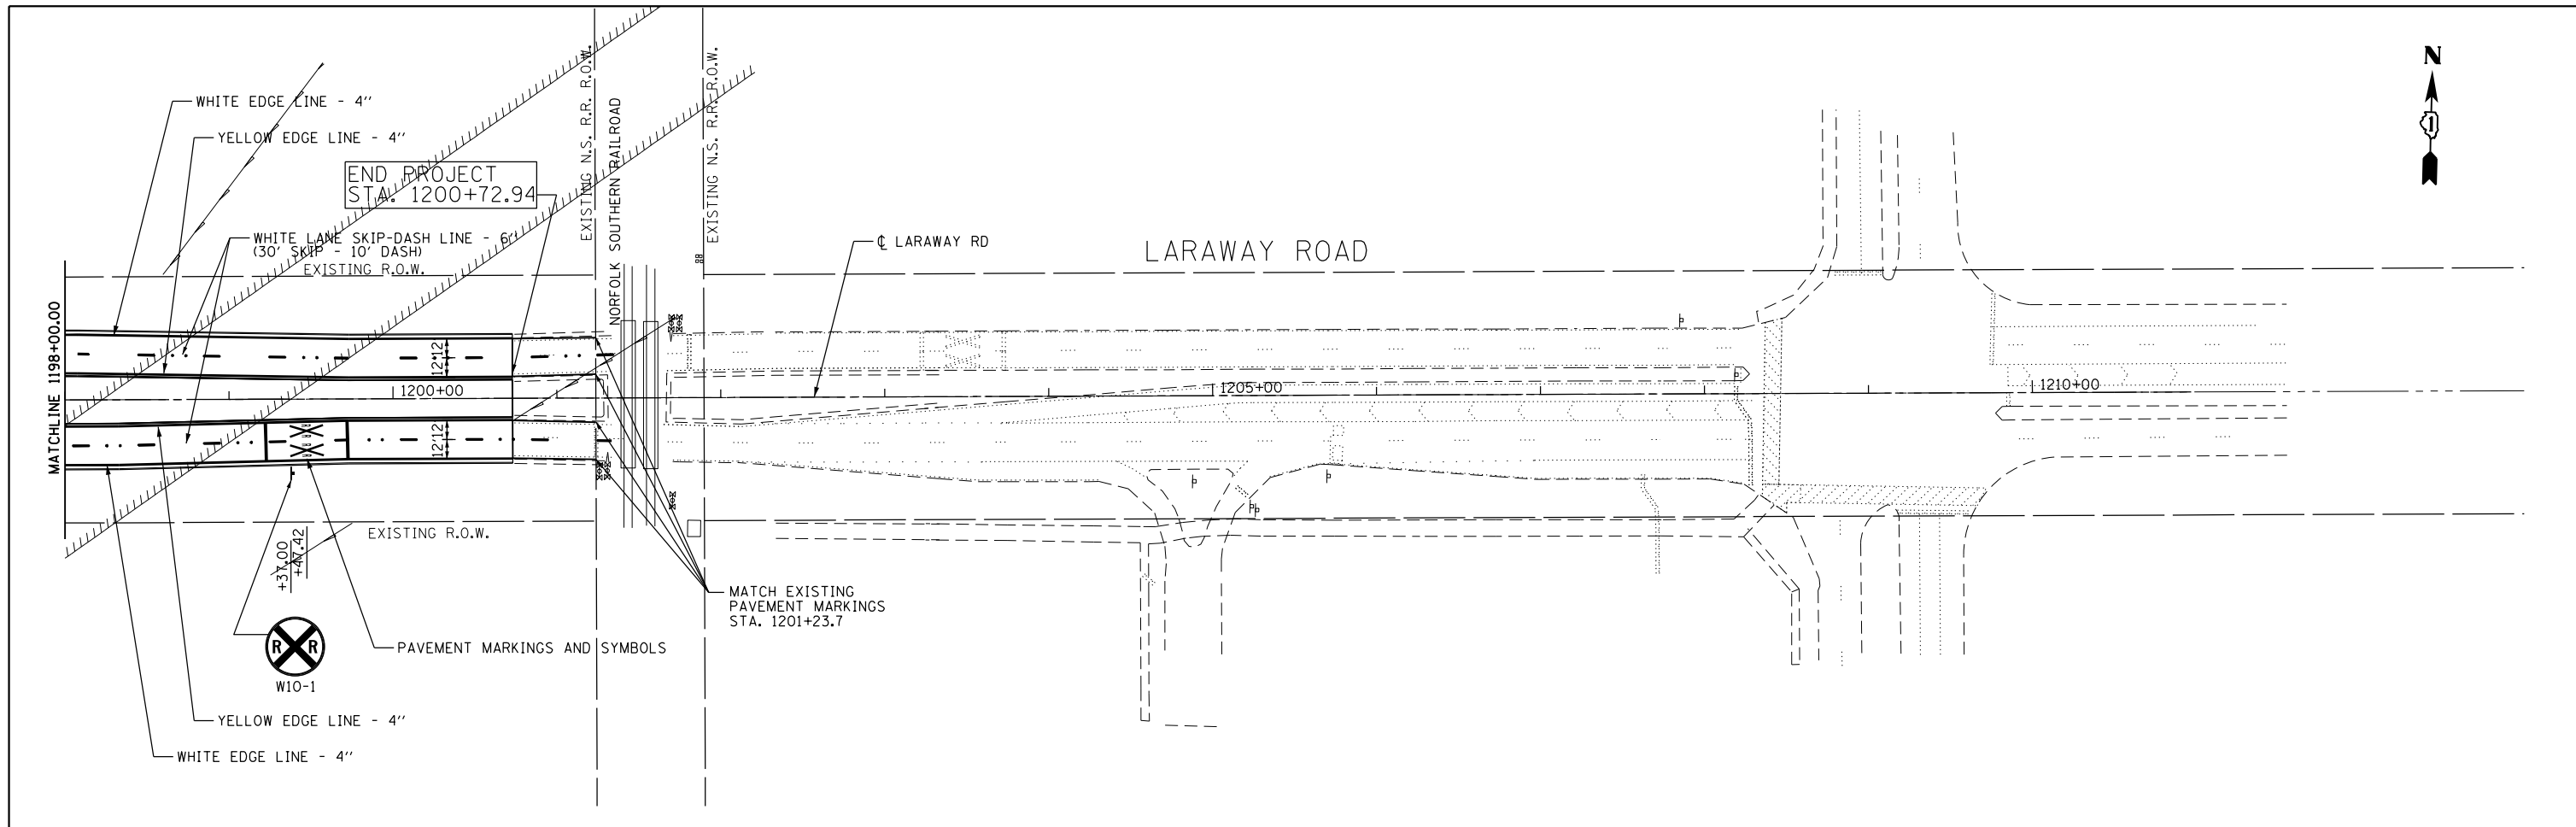 N
WHITE EDGE LINE - 4''
YELLOW EDGE LINE - 4''
END PROJECT
STA. 1200+72.94
EXISTING N.S. R.R. R.O.W.
NORFOLK SOUTHERN RAILROAD
EXISTING N.S. R.R. R.O.W.
WHITE LANE SKIP-DASH LINE - 6''
(30' SKIP - 10' DASH)
EXISTING R.O.W.
℄ LARAWAY RD
LARAWAY ROAD
MATCHLINE 1198+00.00
12'12'
1200+00
1205+00
1210+00
12'12'
EXISTING R.O.W.
+37.00
+47.42
MATCH EXISTING
PAVEMENT MARKINGS
STA. 1201+23.7
R R
W10-1
PAVEMENT MARKINGS AND SYMBOLS
YELLOW EDGE LINE - 4''
WHITE EDGE LINE - 4''